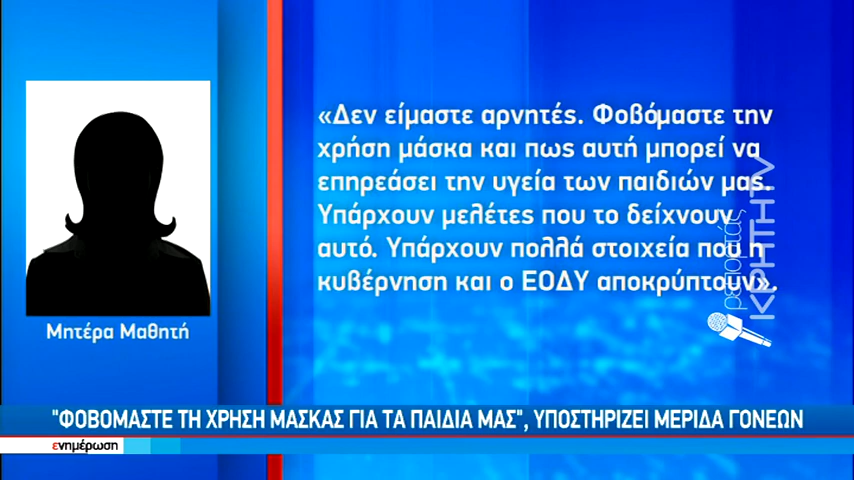 «Δεν είμαστε αρνητές. Φοβόμαστε την
χρήση μάσκα και πως αυτή μπορεί να
επηρεάσει την υγεία των παιδιών μας.
Υπάρχουν μελέτες που το δείχνουν
αυτό. Υπάρχουν πολλά στοιχεία που η
κυβέρνηση και ο ΕΟΔΥ αποκρύπτουν».
Μητέρα Μαθητή
ρεπορτάς
ΚΡΗΤΗ TV
"ΦΟΒΟΜΑΣΤΕ ΤΗ ΧΡΗΣΗ ΜΑΣΚΑΣ ΓΙΑ ΤΑ ΠΑΙΔΙΑ ΜΑΣ", ΥΠΟΣΤΗΡΙΖΕΙ ΜΕΡΙΔΑ ΓΟΝΕΩΝ
ενημέρωση